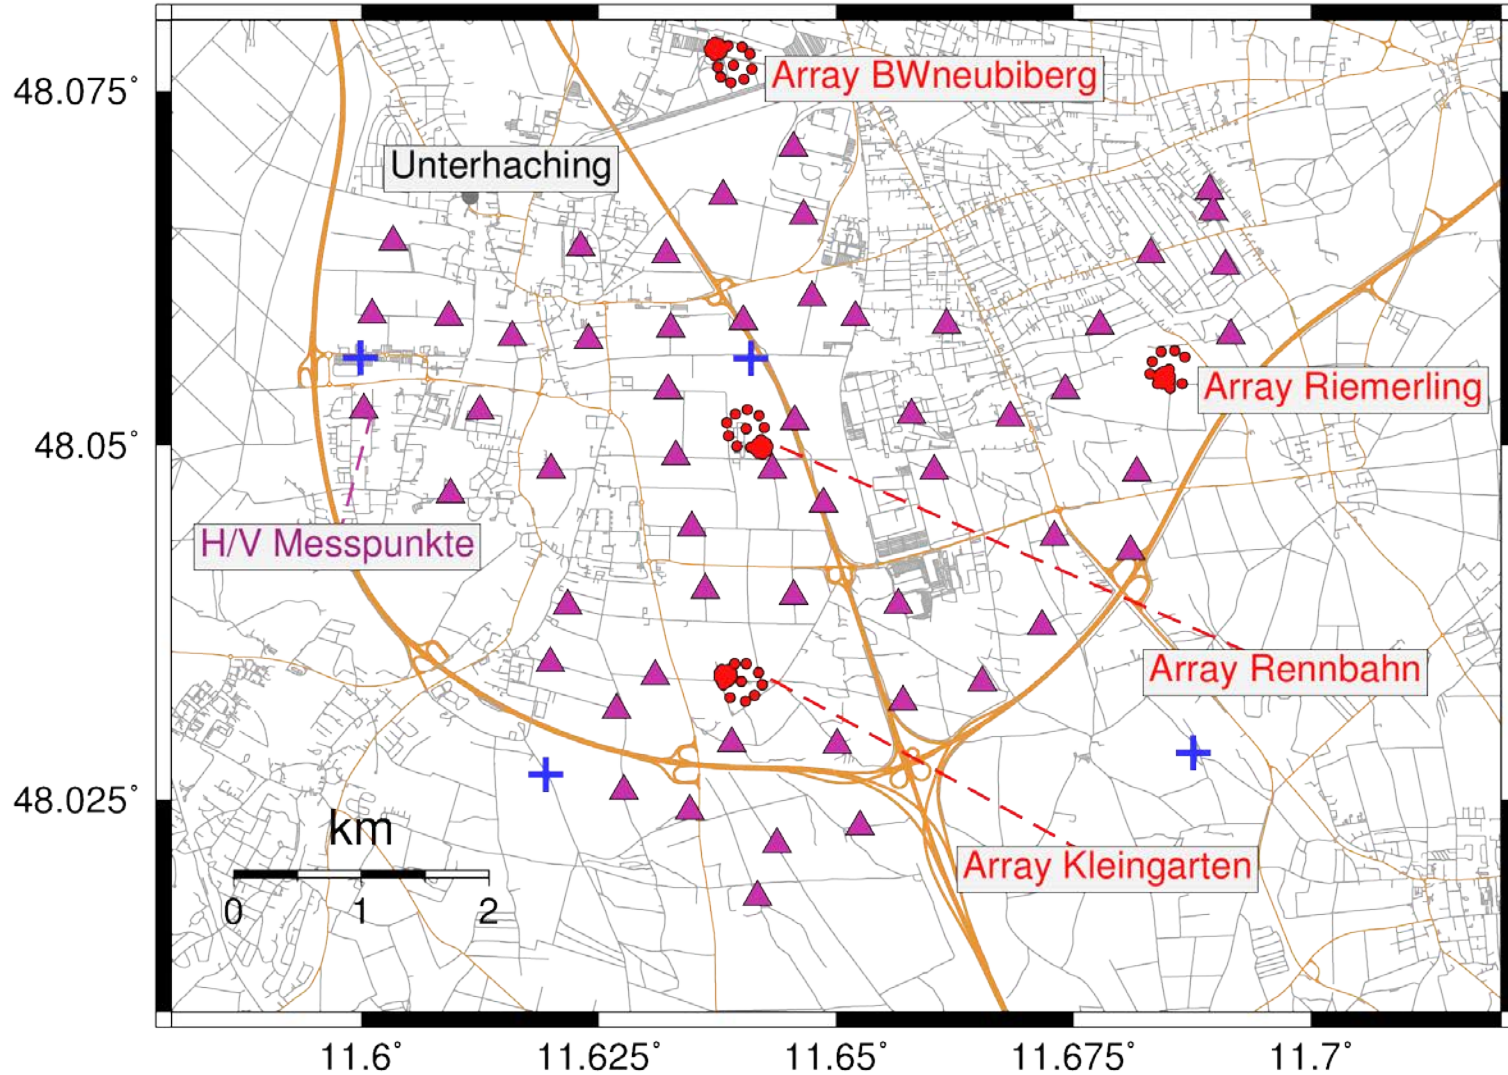 48.075°
Array BWneubiberg
Unterhaching
Array Riemerling
48.05°
H/V Messpunkte
Array Rennbahn
48.025°
km
Array Kleingarten
0 1 2
11.6° 11.625° 11.65° 11.675° 11.7°